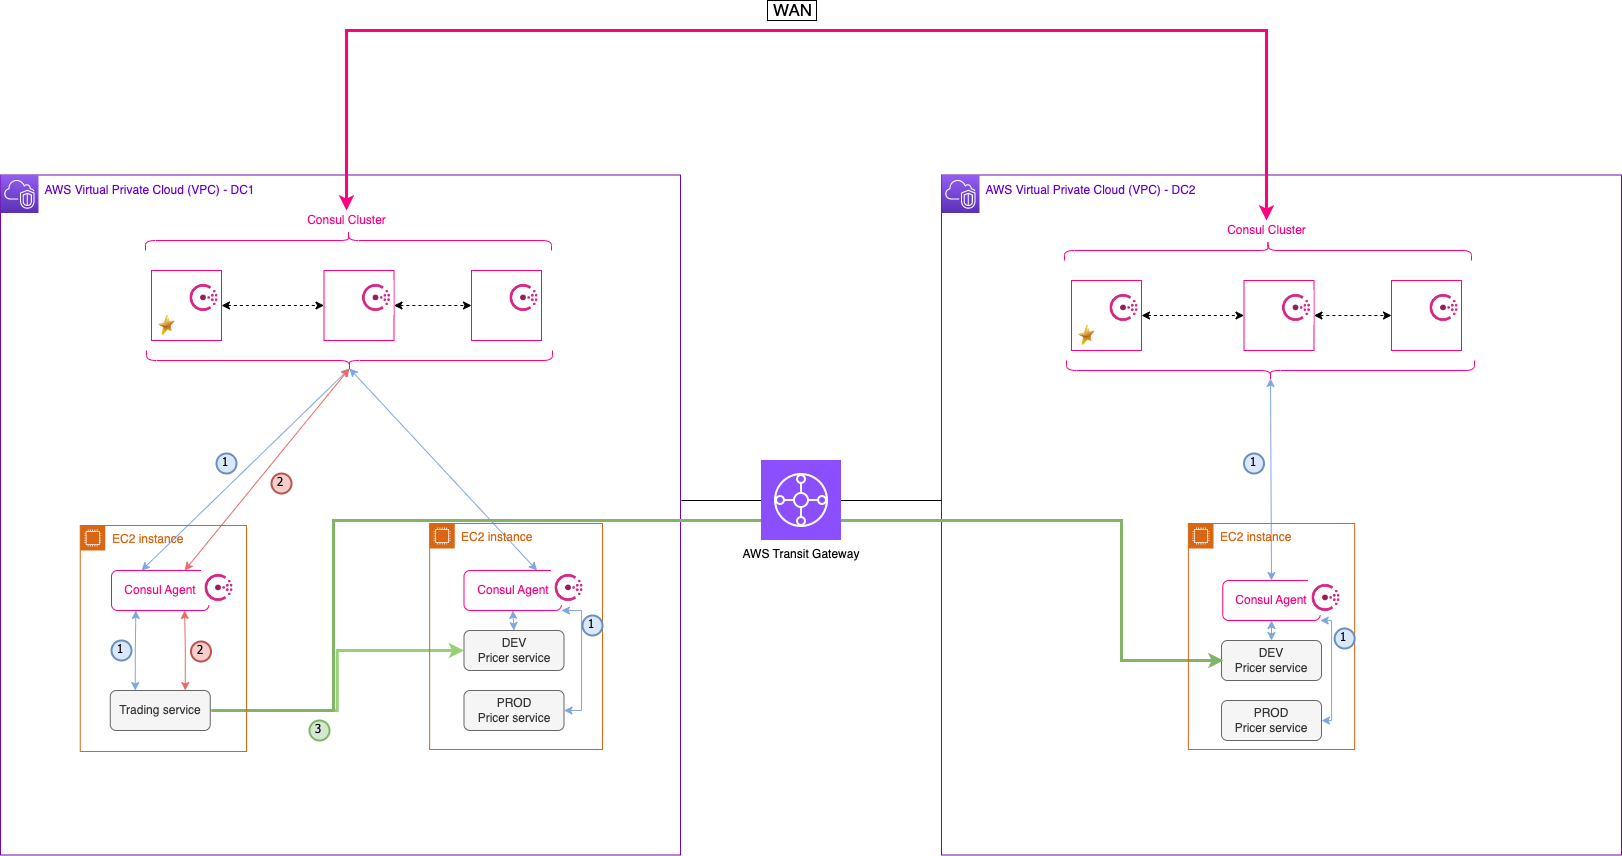 WAN
AWS Virtual Private Cloud (VPC) - DC1
AWS Virtual Private Cloud (VPC) - DC2
Consul Cluster
Consul Cluster
1
2
1
AWS Transit Gateway
EC2 instance
Consul Agent
1
2
Trading service
3
EC2 instance
Consul Agent
1
DEV
Pricer service
PROD
Pricer service
EC2 instance
Consul Agent
1
DEV
Pricer service
PROD
Pricer service